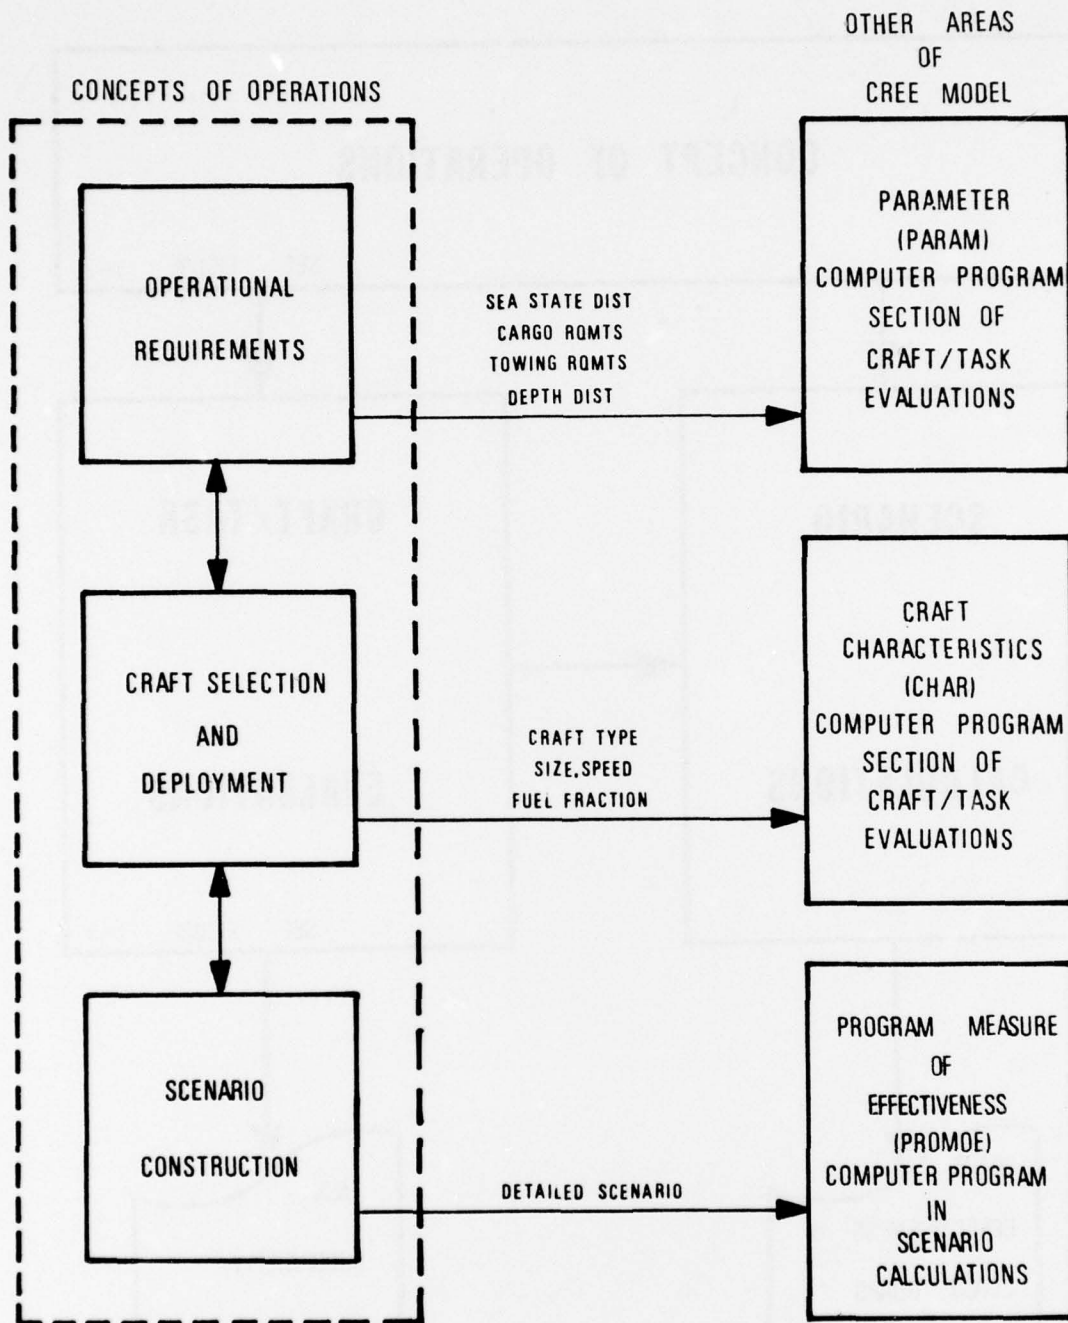 OTHER AREAS
OF
CREE MODEL
CONCEPTS OF OPERATIONS
OPERATIONAL
REQUIREMENTS
SEA STATE DIST
CARGO RQMTS
TOWING RQMTS
DEPTH DIST
PARAMETER
(PARAM)
COMPUTER PROGRAM
SECTION OF
CRAFT/TASK
EVALUATIONS
CRAFT SELECTION
AND
DEPLOYMENT
CRAFT TYPE
SIZE,SPEED
FUEL FRACTION
CRAFT
CHARACTERISTICS
(CHAR)
COMPUTER PROGRAM
SECTION OF
CRAFT/TASK
EVALUATIONS
SCENARIO
CONSTRUCTION
DETAILED SCENARIO
PROGRAM MEASURE
OF
EFFECTIVENESS
(PROMOE)
COMPUTER PROGRAM
IN
SCENARIO
CALCULATIONS